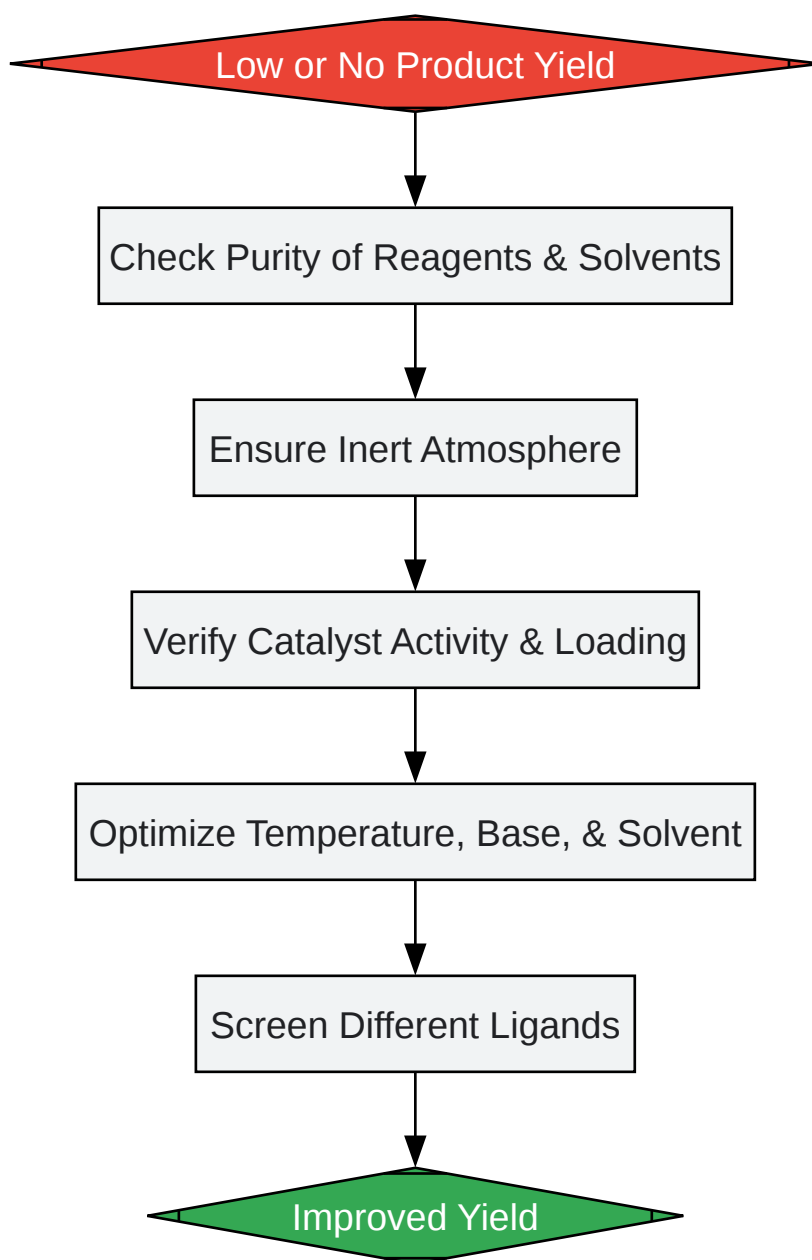 Low or No Product Yield
Check Purity of Reagents & Solvents
Ensure Inert Atmosphere
Verify Catalyst Activity & Loading
Optimize Temperature, Base, & Solvent
Screen Different Ligands
Improved Yield